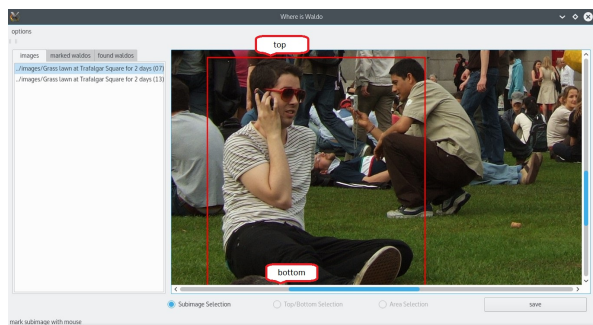 Where is Waldo
options
top
images marked waldos found waldos
../images/Grass lawn at Trafalgar Square for 2 days (07)
../images/Grass lawn at Trafalgar Square for 2 days (13)
bottom
Subimage Selection Top/Bottom Selection Area Selection save
mark subimage with mouse